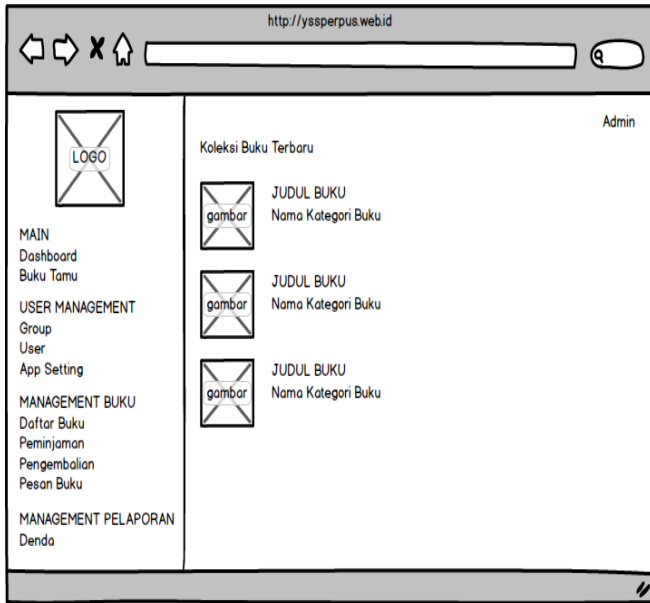 http://yssperpus.web.id
LOGO
MAIN
Dashboard
Buku Tamu
USER MANAGEMENT
Group
User
App Setting
MANAGEMENT BUKU
Daftar Buku
Peminjaman
Pengembalian
Pesan Buku
MANAGEMENT PELAPORAN
Denda
Admin
Koleksi Buku Terbaru
gambar
JUDUL BUKU
Nama Kategori Buku
gambar
JUDUL BUKU
Nama Kategori Buku
gambar
JUDUL BUKU
Nama Kategori Buku